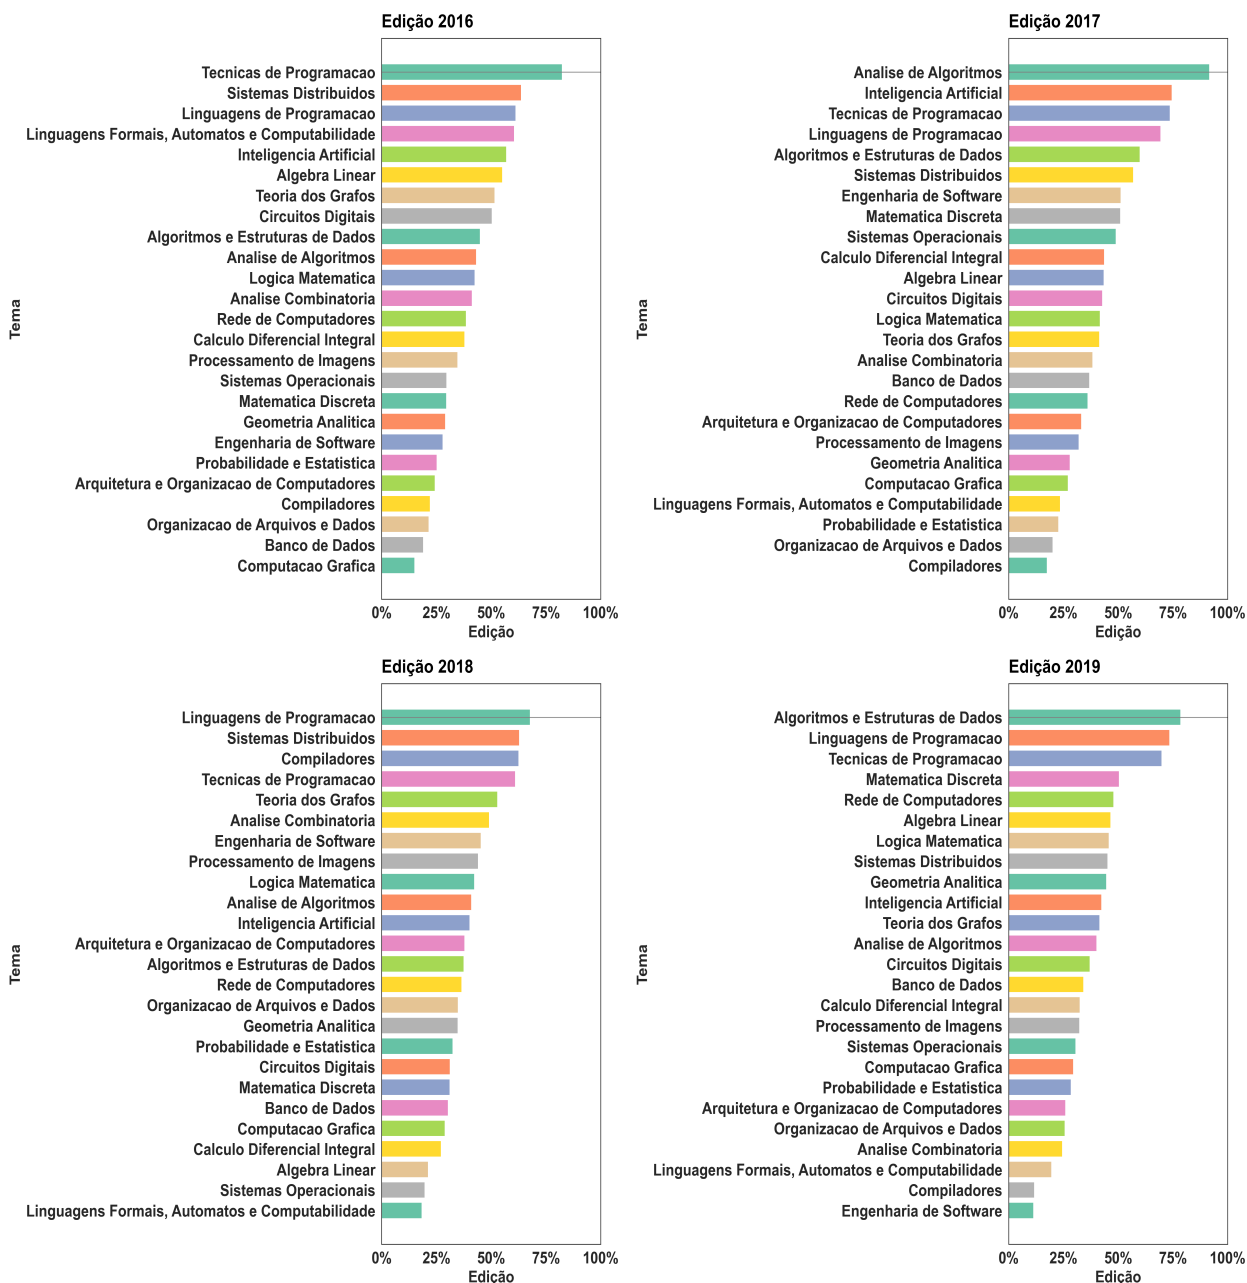 Edição 2016
Tecnicas de Programacao
Sistemas Distribuidos
Linguagens de Programacao
Linguagens Formais, Automatos e Computabilidade
Inteligencia Artificial
Algebra Linear
Teoria dos Grafos
Circuitos Digitais
Algoritmos e Estruturas de Dados
Analise de Algoritmos
Logica Matematica
Analise Combinatoria
Rede de Computadores
Calculo Diferencial Integral
Processamento de Imagens
Sistemas Operacionais
Matematica Discreta
Geometria Analitica
Engenharia de Software
Probabilidade e Estatistica
Arquitetura e Organizacao de Computadores
Compiladores
Organizacao de Arquivos e Dados
Banco de Dados
Computacao Grafica
Tema
0% 25% 50% 75% 100%
Edição
Edição 2017
Analise de Algoritmos
Inteligencia Artificial
Tecnicas de Programacao
Linguagens de Programacao
Algoritmos e Estruturas de Dados
Sistemas Distribuidos
Engenharia de Software
Matematica Discreta
Sistemas Operacionais
Calculo Diferencial Integral
Algebra Linear
Circuitos Digitais
Logica Matematica
Teoria dos Grafos
Analise Combinatoria
Banco de Dados
Rede de Computadores
Arquitetura e Organizacao de Computadores
Processamento de Imagens
Geometria Analitica
Computacao Grafica
Linguagens Formais, Automatos e Computabilidade
Probabilidade e Estatistica
Organizacao de Arquivos e Dados
Compiladores
Tema
0% 25% 50% 75% 100%
Edição
Edição 2018
Linguagens de Programacao
Sistemas Distribuidos
Compiladores
Tecnicas de Programacao
Teoria dos Grafos
Analise Combinatoria
Engenharia de Software
Processamento de Imagens
Logica Matematica
Analise de Algoritmos
Inteligencia Artificial
Arquitetura e Organizacao de Computadores
Algoritmos e Estruturas de Dados
Rede de Computadores
Organizacao de Arquivos e Dados
Geometria Analitica
Probabilidade e Estatistica
Circuitos Digitais
Matematica Discreta
Banco de Dados
Computacao Grafica
Calculo Diferencial Integral
Algebra Linear
Sistemas Operacionais
Linguagens Formais, Automatos e Computabilidade
Tema
0% 25% 50% 75% 100%
Edição
Edição 2019
Algoritmos e Estruturas de Dados
Linguagens de Programacao
Tecnicas de Programacao
Matematica Discreta
Rede de Computadores
Algebra Linear
Logica Matematica
Sistemas Distribuidos
Geometria Analitica
Inteligencia Artificial
Teoria dos Grafos
Analise de Algoritmos
Circuitos Digitais
Banco de Dados
Calculo Diferencial Integral
Processamento de Imagens
Sistemas Operacionais
Computacao Grafica
Probabilidade e Estatistica
Arquitetura e Organizacao de Computadores
Organizacao de Arquivos e Dados
Analise Combinatoria
Linguagens Formais, Automatos e Computabilidade
Compiladores
Engenharia de Software
Tema
0% 25% 50% 75% 100%
Edição